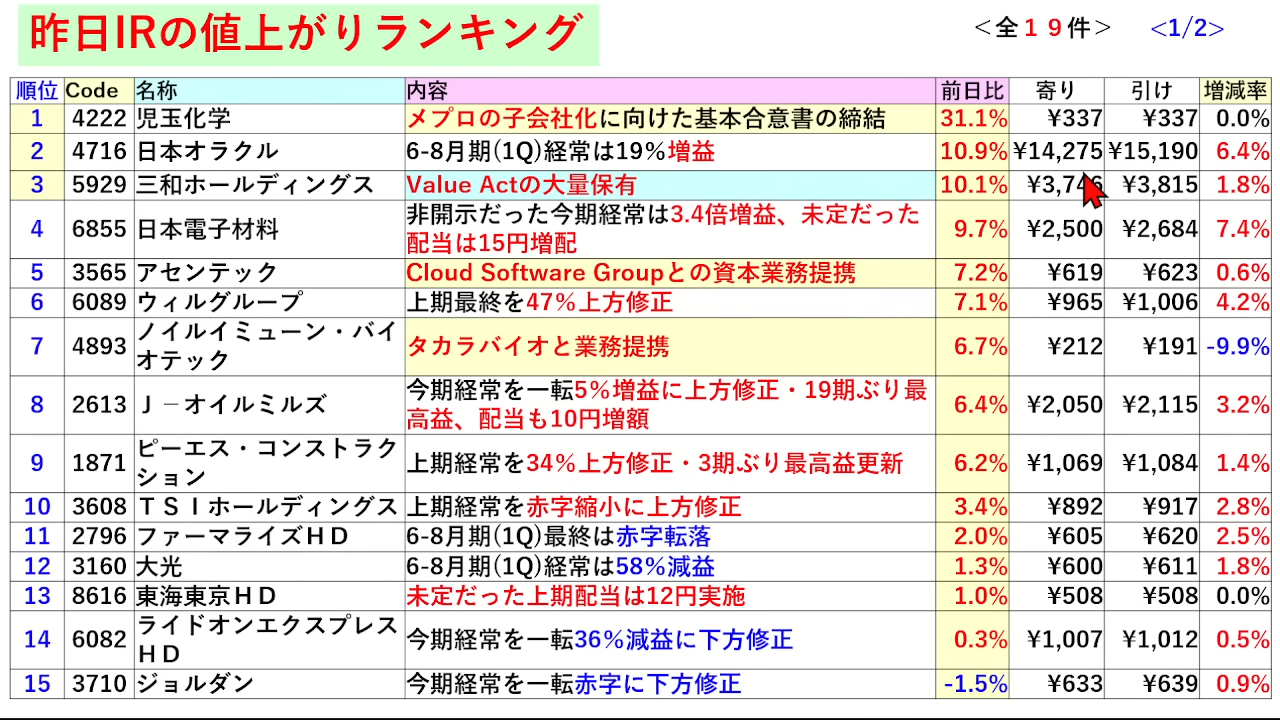 昨日IRの値上がりランキング
＜全１９件＞ <1/2>
順位 Code 名称 内容 前日比 寄り 引け 増減率
1 4222 児玉化学 メプロの子会社化に向けた基本合意書の締結 31.1% ¥337 ¥337 0.0%
2 4716 日本オラクル 6-8月期(1Q)経常は19%増益 10.9% ¥14,275 ¥15,190 6.4%
3 5929 三和ホールディングス Value Actの大量保有 10.1% ¥3,746 ¥3,815 1.8%
4 6855 日本電子材料 非開示だった今期経常は3.4倍増益、未定だった
配当は15円増配 9.7% ¥2,500 ¥2,684 7.4%
5 3565 アセンテック Cloud Software Groupとの資本業務提携 7.2% ¥619 ¥623 0.6%
6 6089 ウィルグループ 上期最終を47%上方修正 7.1% ¥965 ¥1,006 4.2%
7 4893 ノイルイミューン・バイ
オテック タカラバイオと業務提携 6.7% ¥212 ¥191 -9.9%
8 2613 Ｊ－オイルミルズ 今期経常を一転5%増益に上方修正・19期ぶり最
高益、配当も10円増額 6.4% ¥2,050 ¥2,115 3.2%
9 1871 ピーエス・コンストラク
ション 上期経常を34%上方修正・3期ぶり最高益更新 6.2% ¥1,069 ¥1,084 1.4%
10 3608 ＴＳＩホールディングス 上期経常を赤字縮小に上方修正 3.4% ¥892 ¥917 2.8%
11 2796 ファーマライズＨＤ 6-8月期(1Q)最終は赤字転落 2.0% ¥605 ¥620 2.5%
12 3160 大光 6-8月期(1Q)経常は58%減益 1.3% ¥600 ¥611 1.8%
13 8616 東海東京ＨＤ 未定だった上期配当は12円実施 1.0% ¥508 ¥508 0.0%
14 6082 ライドオンエクスプレス
ＨＤ 今期経常を一転36%減益に下方修正 0.3% ¥1,007 ¥1,012 0.5%
15 3710 ジョルダン 今期経常を一転赤字に下方修正 -1.5% ¥633 ¥639 0.9%